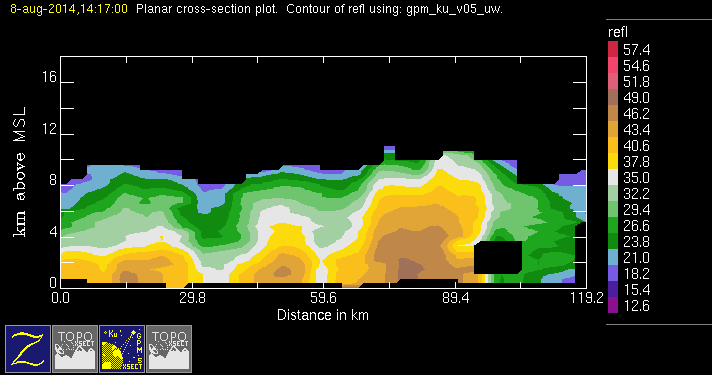 8-aug-2014,14:17:00 Planar cross-section plot. Contour of refl using: gpm_ku_v05_uw.
refl
57.4
54.6
51.8
49.0
46.2
43.4
40.6
37.8
35.0
32.2
29.4
26.6
23.8
21.0
18.2
15.4
12.6
km above MSL
16
12
8
4
0
0.0 29.8 59.6 89.4 119.2
Distance in km
Z
TOPO
XSECT
"Ku"
GPM
XSECT
TOPO
XSECT